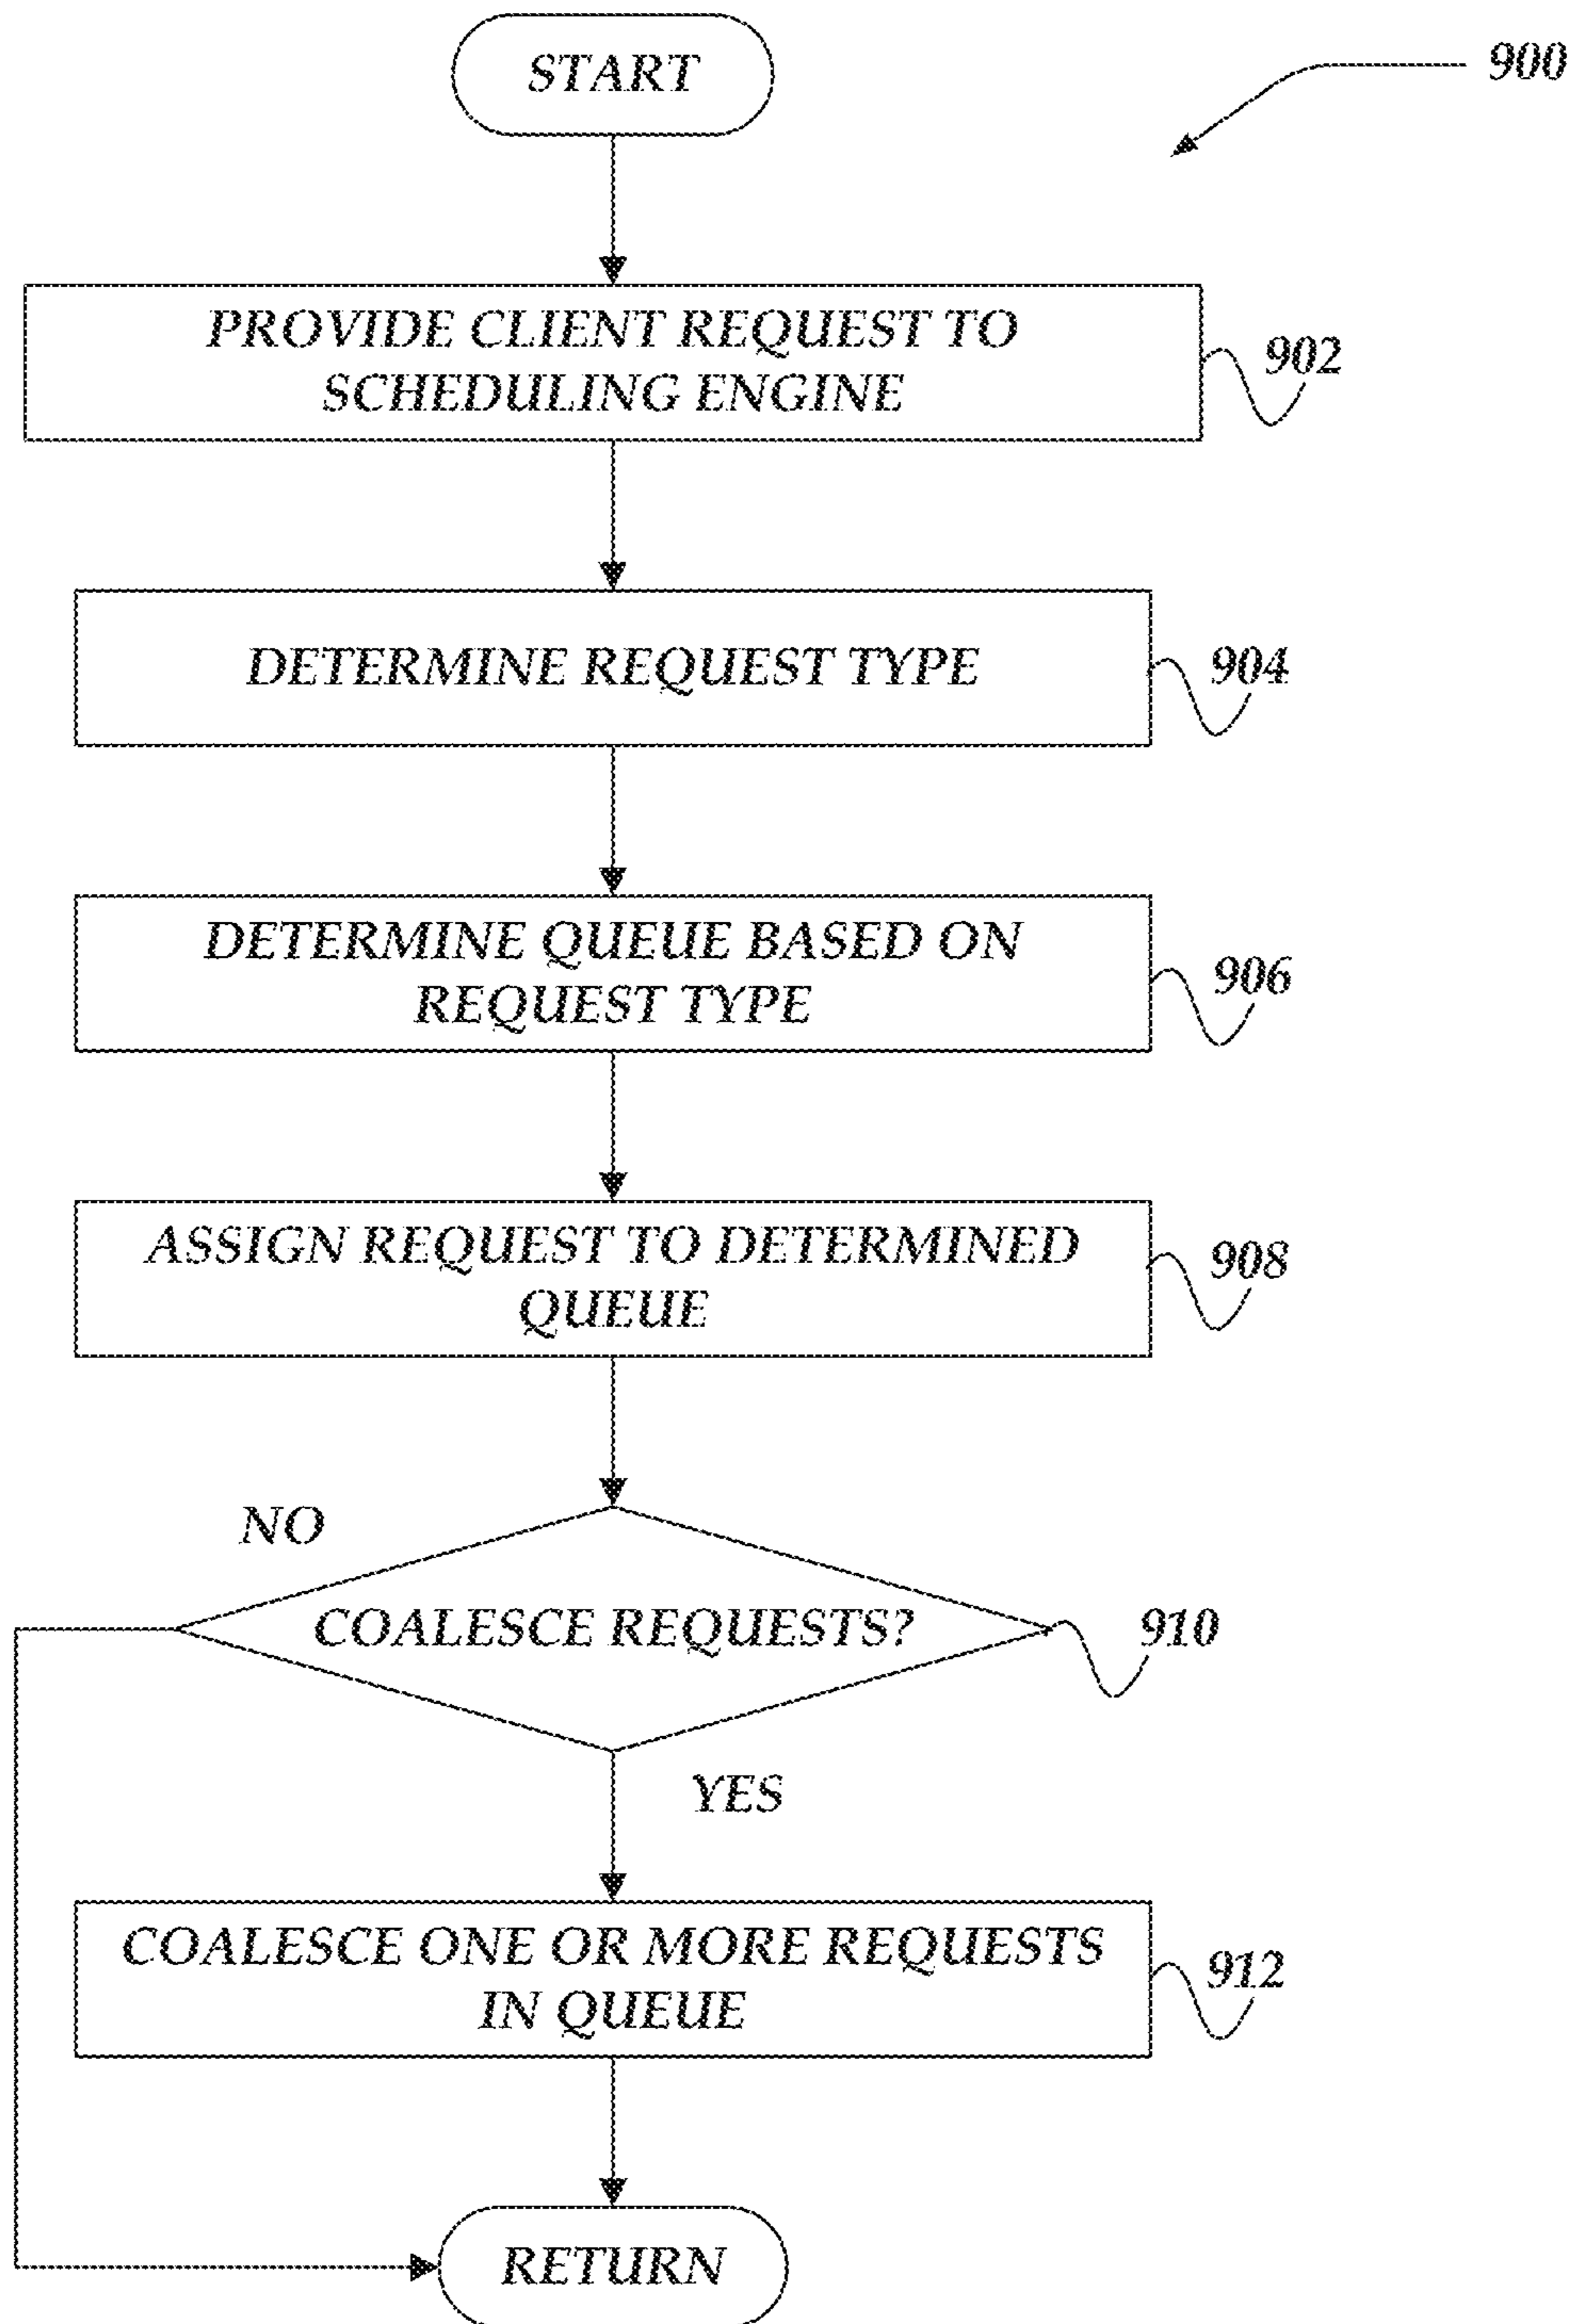 START
900
PROVIDE CLIENT REQUEST TO
SCHEDULING ENGINE
902
DETERMINE REQUEST TYPE
904
DETERMINE QUEUE BASED ON
REQUEST TYPE
906
ASSIGN REQUEST TO DETERMINED
QUEUE
908
NO
COALESCE REQUESTS?
910
YES
COALESCE ONE OR MORE REQUESTS
IN QUEUE
912
RETURN